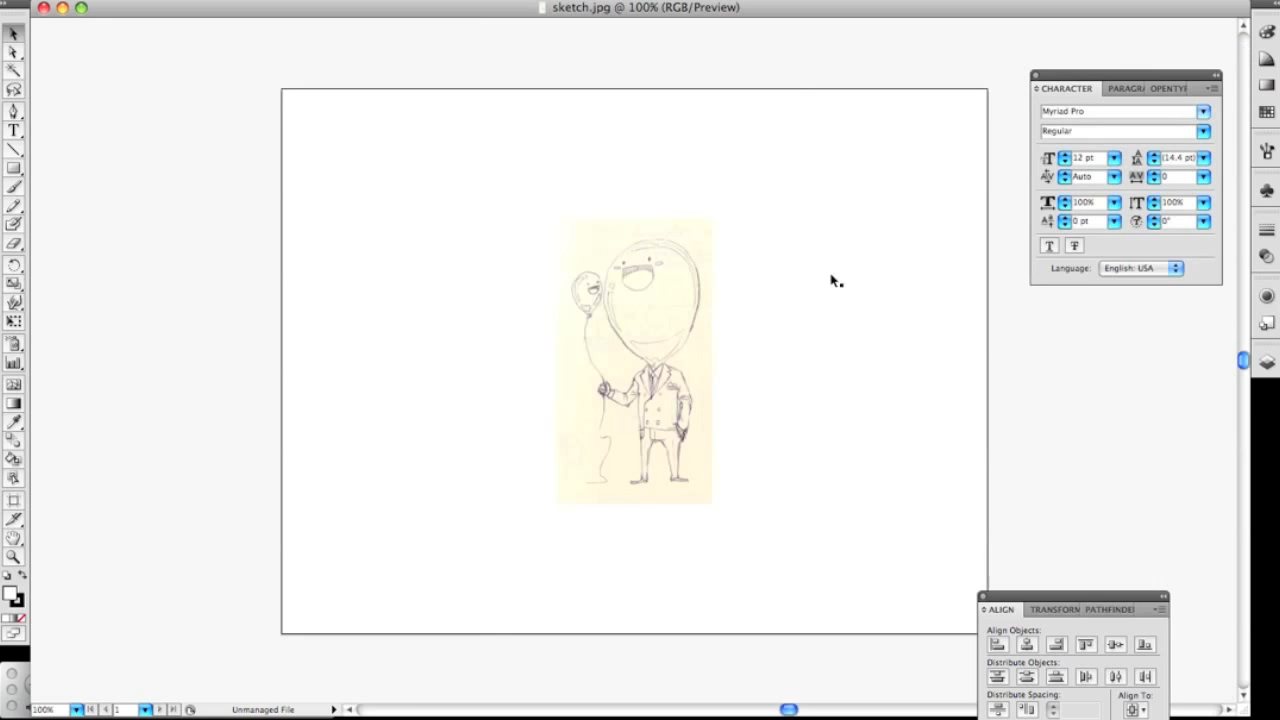 sketch.jpg @ 100% (RGB/Preview)
CHARACTER PARAGR OPENTY
Myriad Pro
Regular
12 pt (14.4 pt)
Auto 0
100% 100%
0 pt 0°
Language: English: USA
ALIGN TRANSFORM PATHFINDE
Align Objects:
Distribute Objects:
Distribute Spacing: Align To:
100% 1 Unmanaged File